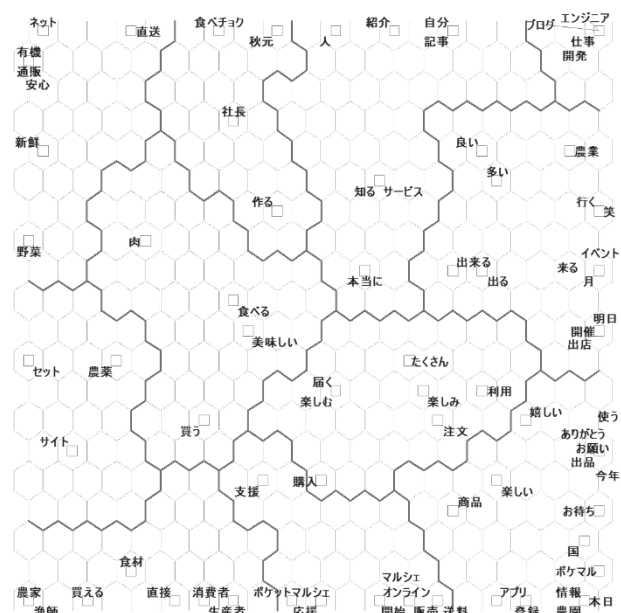 ネット
直送
食べチョク
秋元
人
紹介
自分
記事
ブログ
エンジニア
仕事
開発
有機
通販
安心
社長
新鮮
良い
農業
多い
知る サービス
作る
行く
笑
野菜
肉
本当に
出来る
出る
イベント
来る
月
食べる
美味しい
明日
開催
出店
セット
農薬
たくさん
届く
楽しむ
楽しみ
利用
買う
注文
嬉しい
使う
ありがとう
お願い
出品
今年
サイト
支援
購入
楽しい
商品
お待ち
国
食材
ポケマル
農家
漁師
買える
直接
消費者
生産者
ポケットマルシェ
応援
マルシェ
オンライン
開始
販売
送料
アプリ
登録
情報
農園
本日